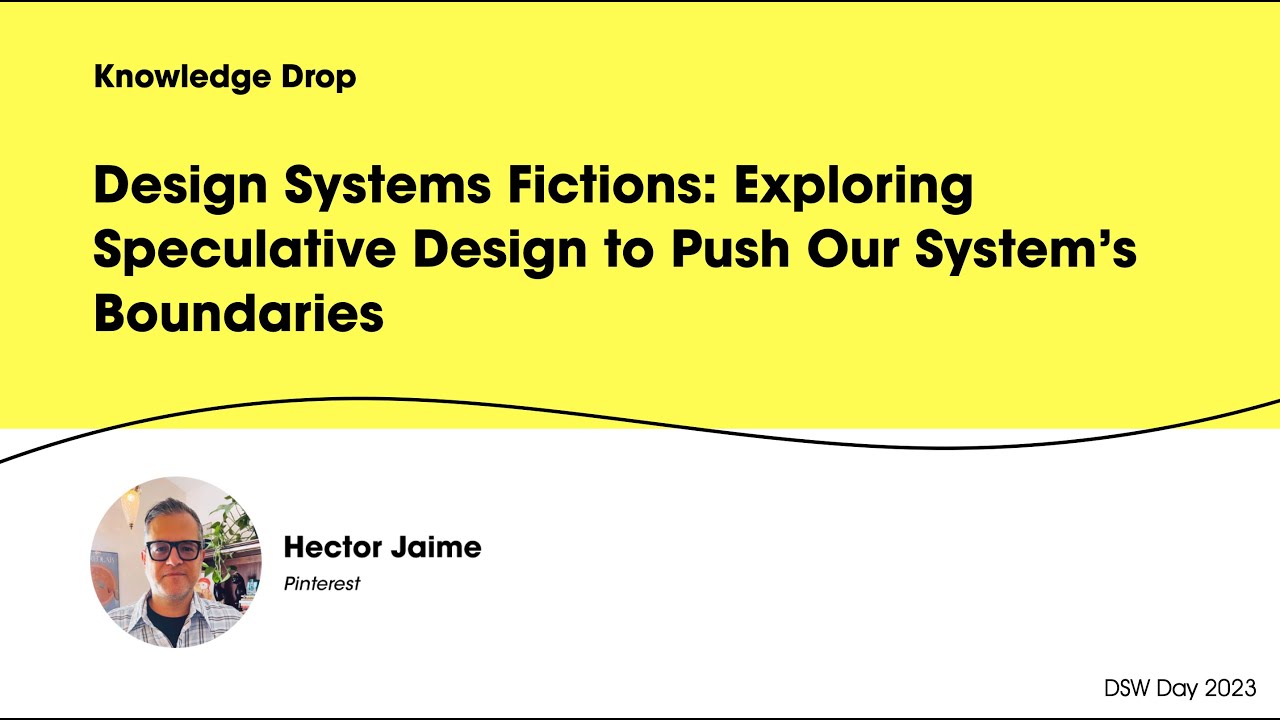 Knowledge Drop
Design Systems Fictions: Exploring
Speculative Design to Push Our System's
Boundaries
Hector Jaime
Pinterest
DSW Day 2023